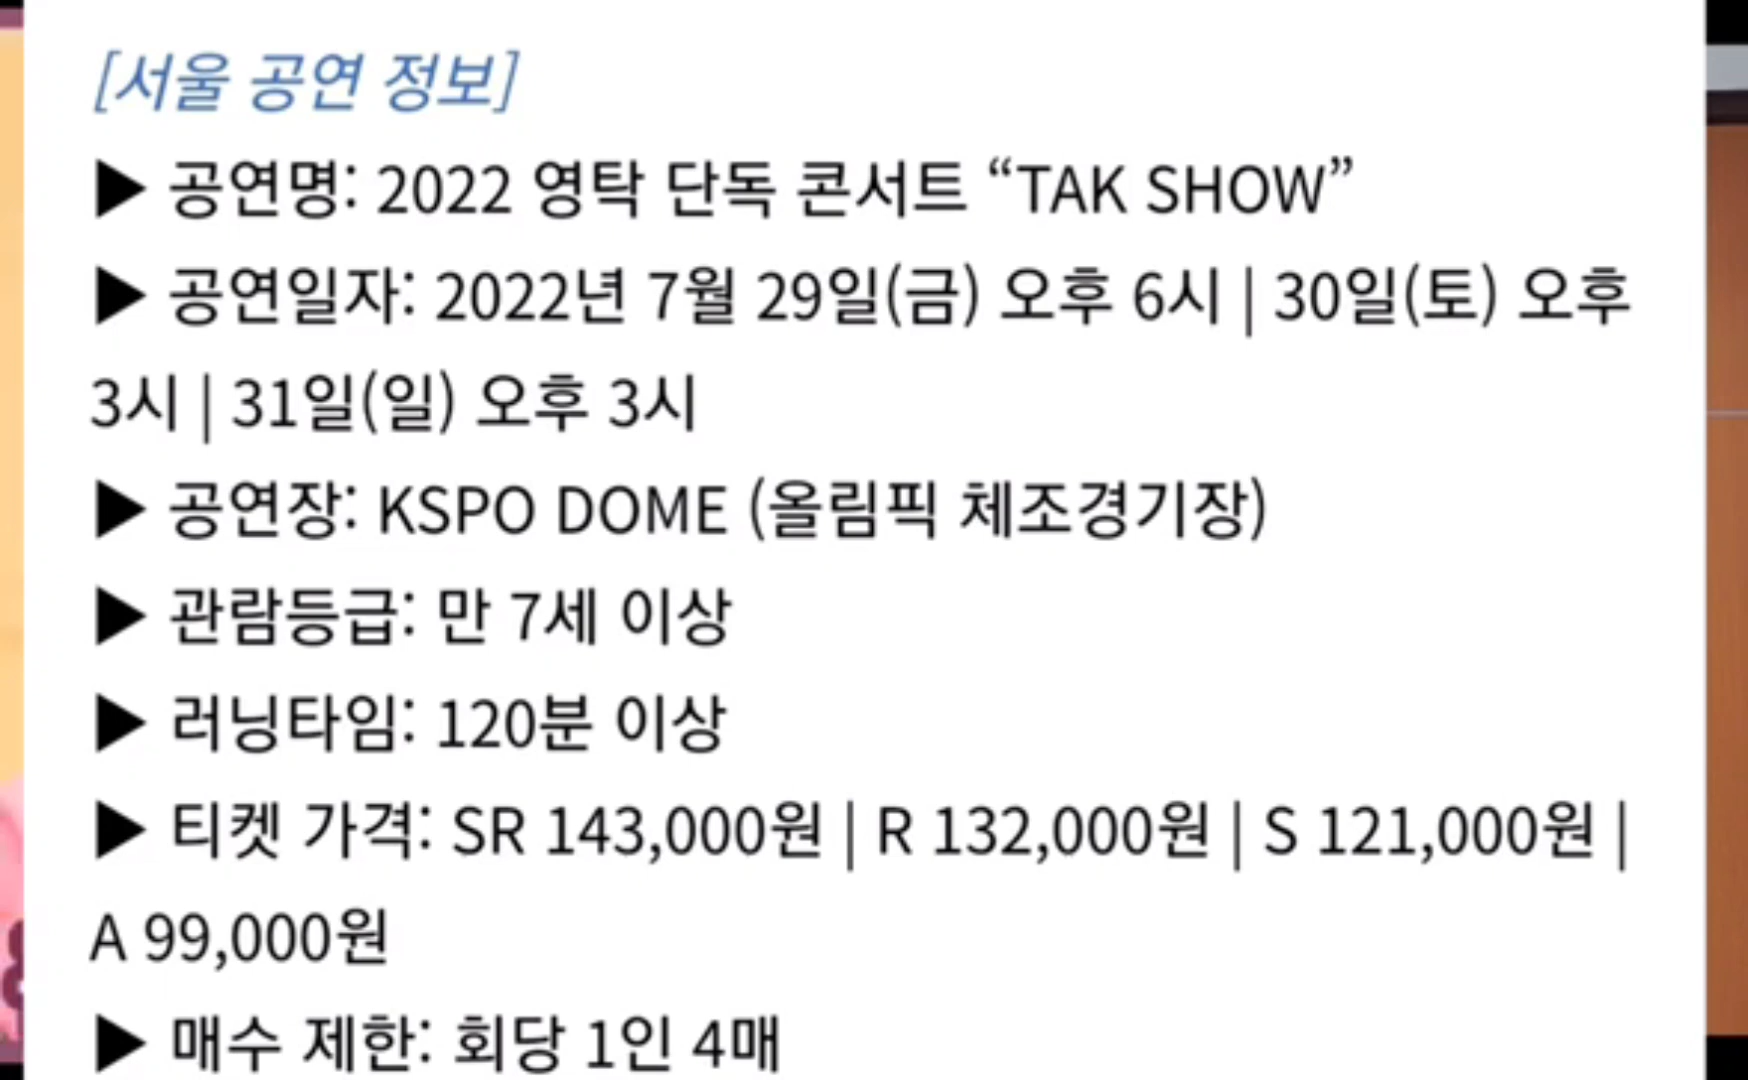 [서울 공연 정보]
▶ 공연명: 2022 영탁 단독 콘서트 “TAK SHOW”
▶ 공연일자: 2022년 7월 29일(금) 오후 6시 | 30일(토) 오후
3시 | 31일(일) 오후 3시
▶ 공연장: KSPO DOME (올림픽 체조경기장)
▶ 관람등급: 만 7세 이상
▶ 러닝타임: 120분 이상
▶ 티켓 가격: SR 143,000원 | R 132,000원 | S 121,000원 |
A 99,000원
▶ 매수 제한: 회당 1인 4매